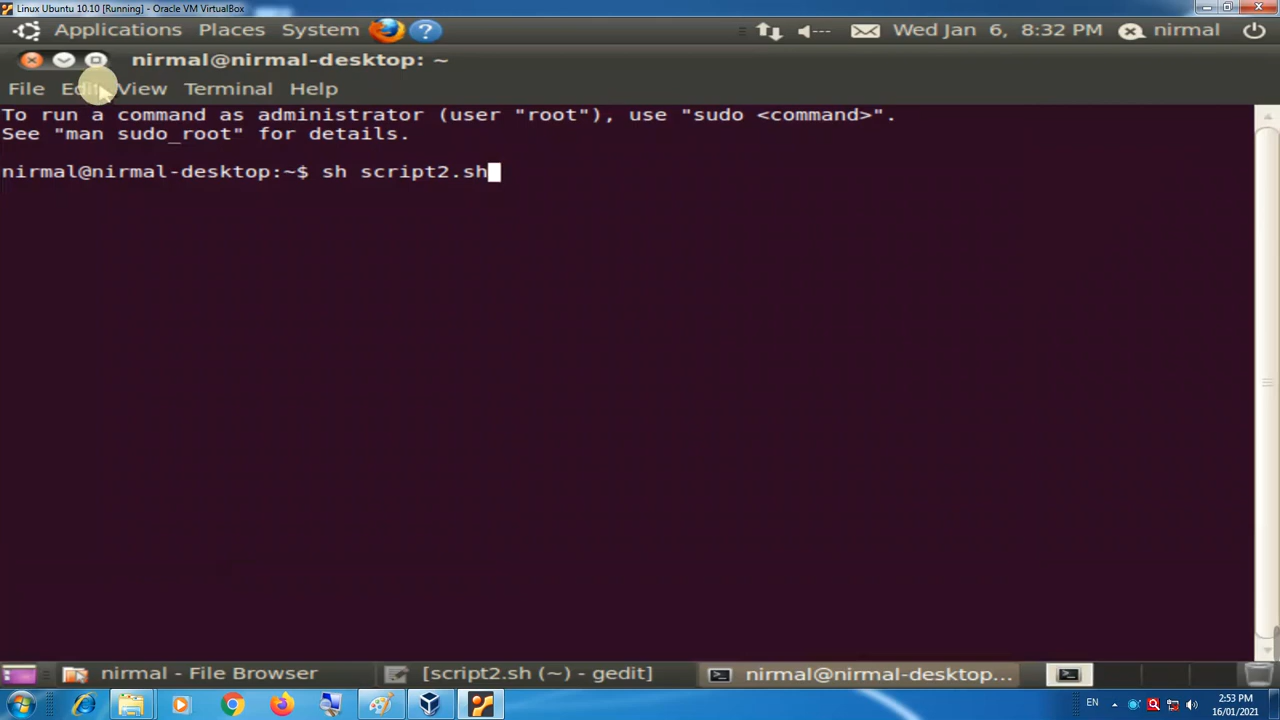 Linux Ubuntu 10.10 [Running] - Oracle VM VirtualBox
Applications Places System ? Wed Jan 6, 8:32 PM nirmal
nirmal@nirmal-desktop: ~
File Edit View Terminal Help
To run a command as administrator (user "root"), use "sudo <command>".
See "man sudo_root" for details.
nirmal@nirmal-desktop:~$ sh script2.sh
nirmal - File Browser [script2.sh (~) - gedit] nirmal@nirmal-desktop...
EN 2:53 PM
16/01/2021